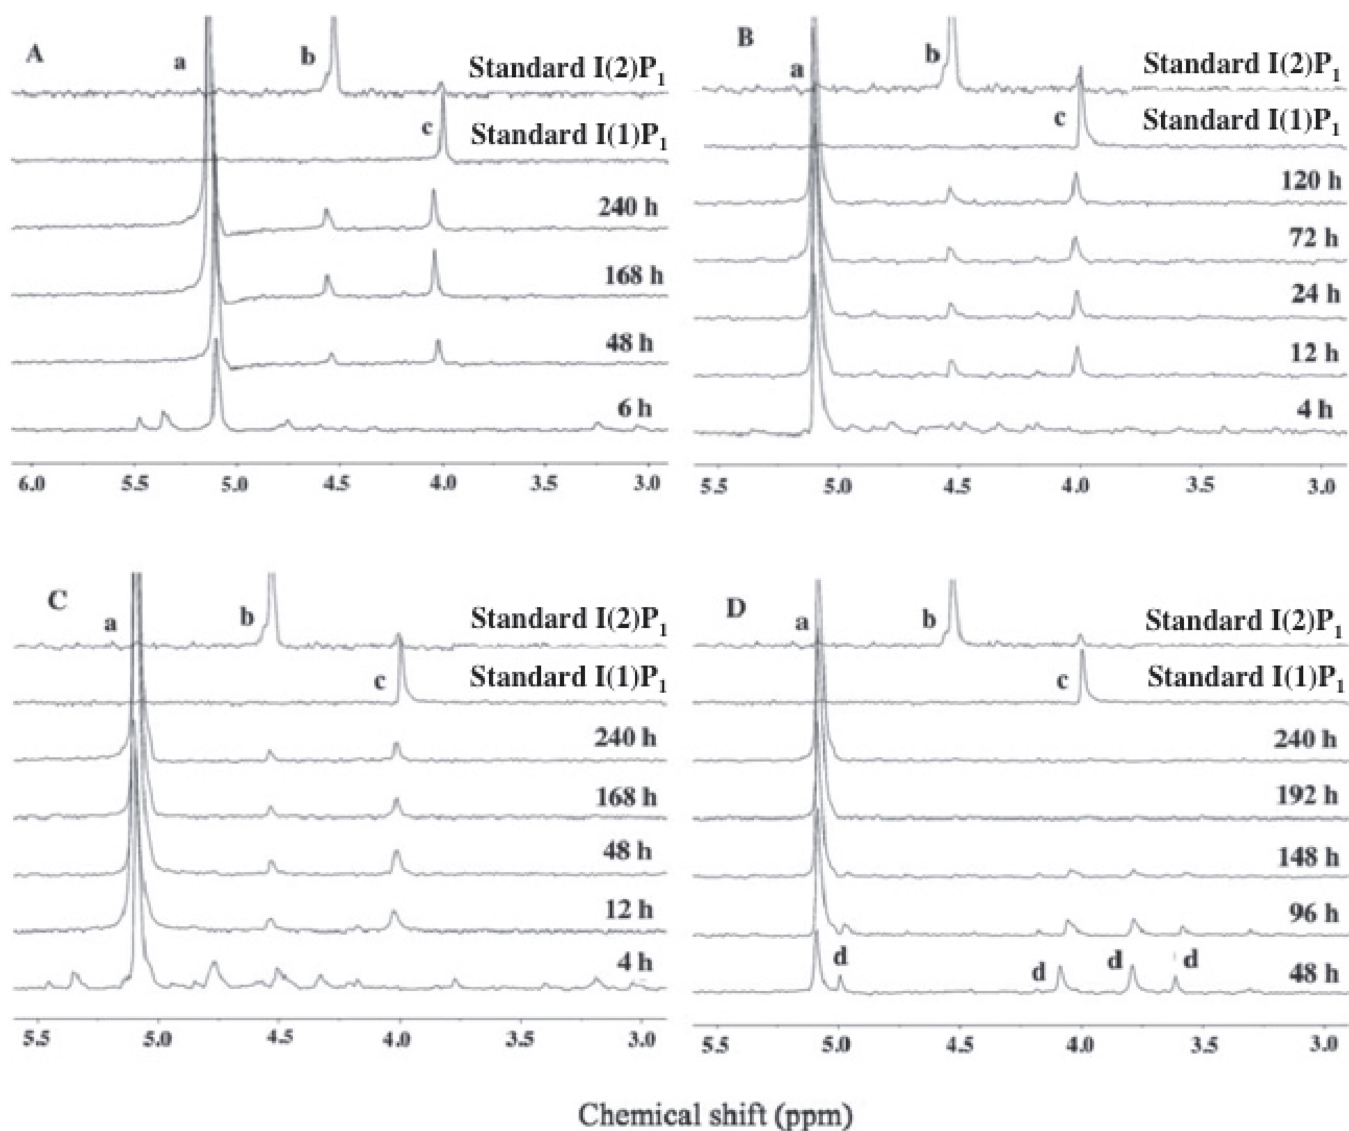 A
a
b
Standard I(2)P1
c
Standard I(1)P1
240 h
168 h
48 h
6 h
6.0 5.5 5.0 4.5 4.0 3.5 3.0
B
a
b
Standard I(2)P1
c
Standard I(1)P1
120 h
72 h
24 h
12 h
4 h
5.5 5.0 4.5 4.0 3.5 3.0
C
a
b
Standard I(2)P1
c
Standard I(1)P1
240 h
168 h
48 h
12 h
4 h
5.5 5.0 4.5 4.0 3.5 3.0
D
a
b
Standard I(2)P1
c
Standard I(1)P1
240 h
192 h
148 h
96 h
d d d d
48 h
5.5 5.0 4.5 4.0 3.5 3.0
Chemical shift (ppm)